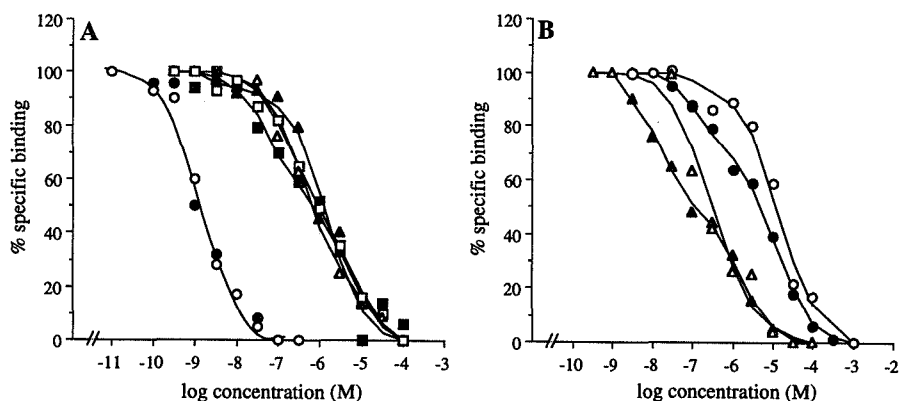 A
% specific binding
120
100
80
60
40
20
0
-11 -10 -9 -8 -7 -6 -5 -4 -3
log concentration (M)
B
% specific binding
120
100
80
60
40
20
0
-10 -9 -8 -7 -6 -5 -4 -3 -2
log concentration (M)